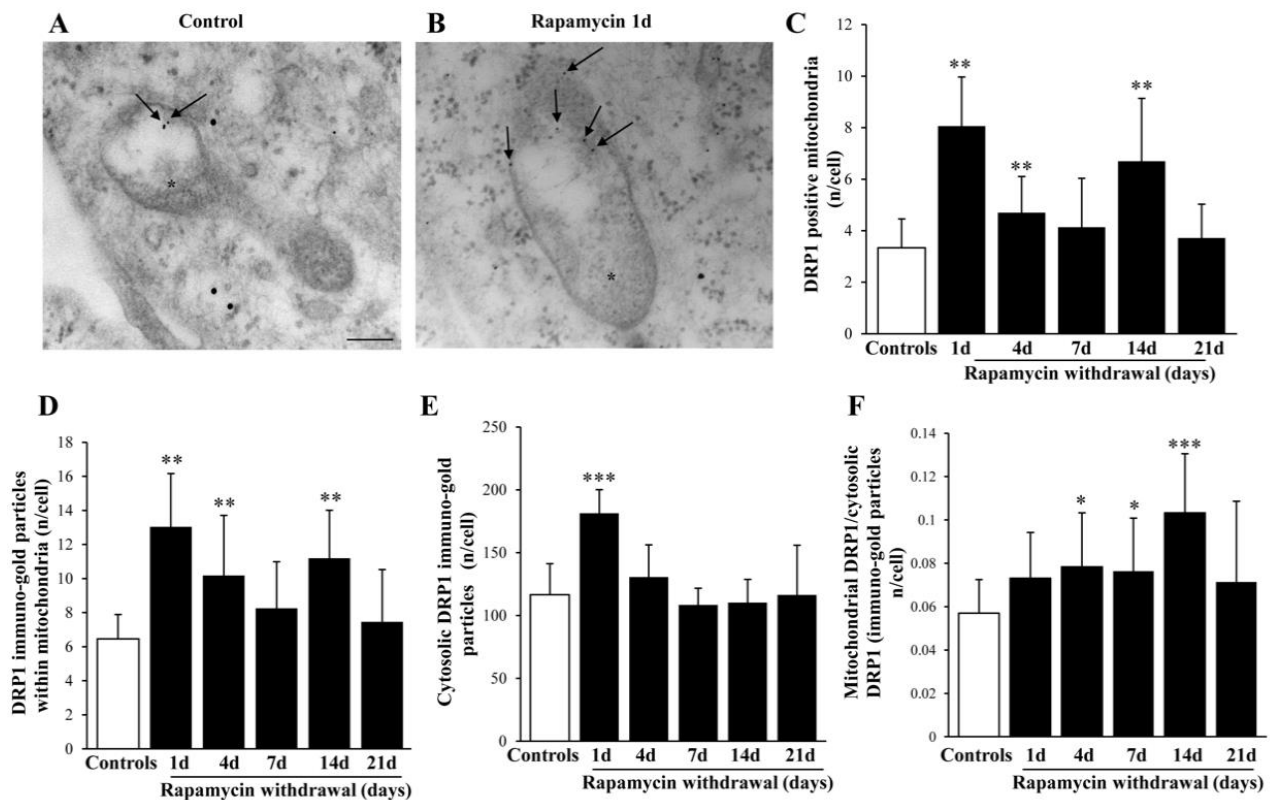 A
Control
B
Rapamycin 1d
*
*
C
DRP1 positive mitochondria
(n/cell)
12
10
8
6
4
2
0
**
**
**
Controls 1d 4d 7d 14d 21d
Rapamycin withdrawal (days)
D
DRP1 immuno-gold particles
within mitochondria (n/cell)
18
16
14
12
10
8
6
4
2
0
**
**
**
Controls 1d 4d 7d 14d 21d
Rapamycin withdrawal (days)
E
Cytosolic DRP1 immuno-gold
particles (n/cell)
250
200
150
100
50
0
***
Controls 1d 4d 7d 14d 21d
Rapamycin withdrawal (days)
F
Mitochondrial DRP1/cytosolic
DRP1 (immuno-gold particles
n/cell)
0.14
0.12
0.1
0.08
0.06
0.04
0.02
0
*
*
***
Controls 1d 4d 7d 14d 21d
Rapamycin withdrawal (days)